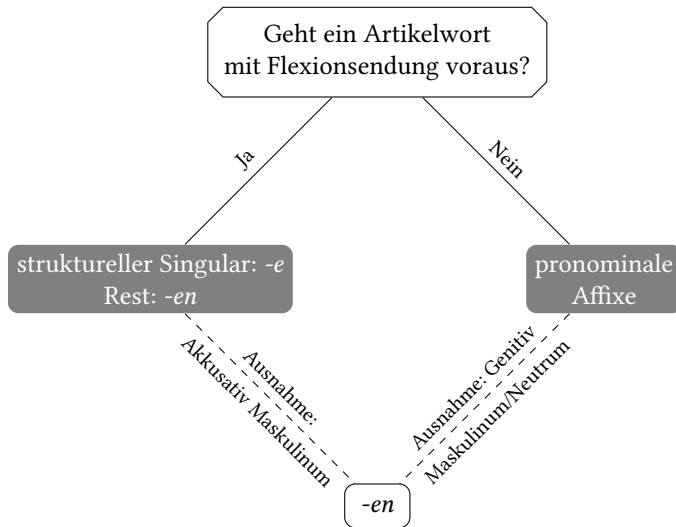 Geht ein Artikelwort
mit Flexionsendung voraus?
Ja
Nein
struktureller Singular: -e
Rest: -en
pronominale
Affixe
Ausnahme:
Akkusativ Maskulinum
Ausnahme: Genitiv
Maskulinum/Neutrum
-en